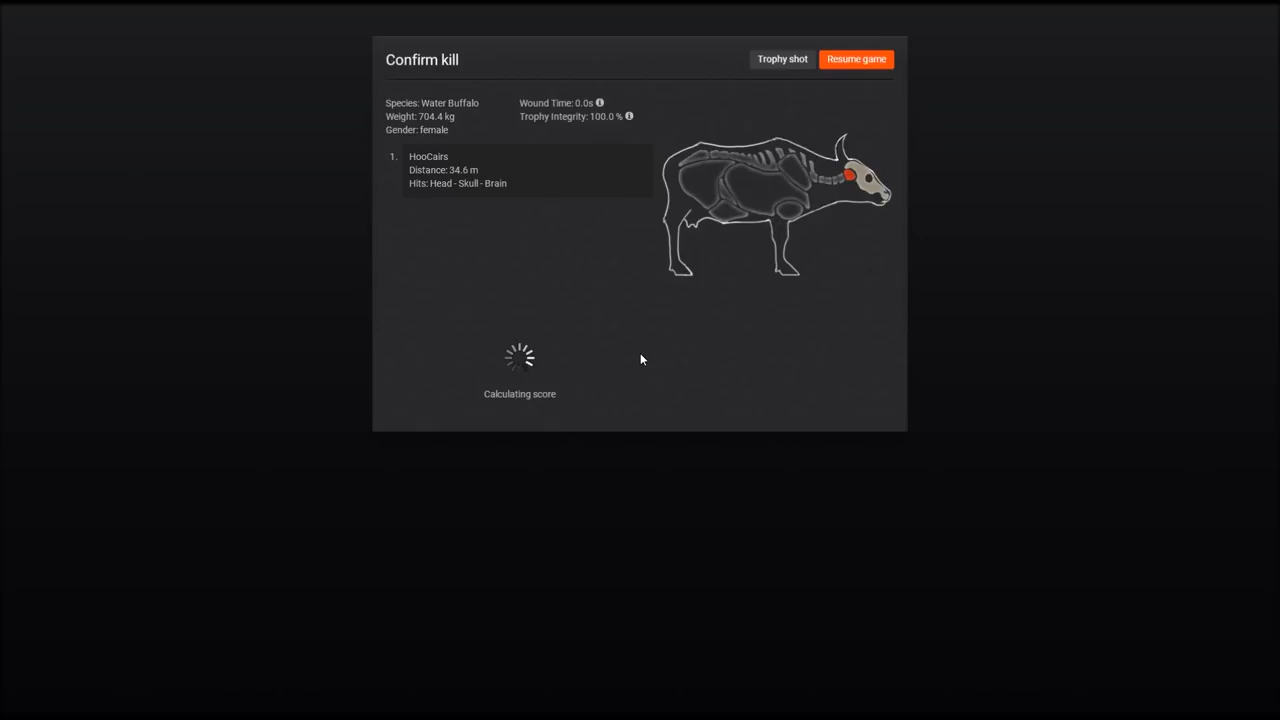 Confirm kill
Trophy shot
Resume game
Species: Water Buffalo
Weight: 704.4 kg
Gender: female
Wound Time: 0.0s
Trophy Integrity: 100.0 %
1.
HooCairs
Distance: 34.6 m
Hits: Head - Skull - Brain
Calculating score